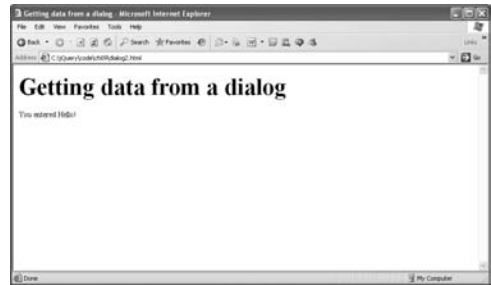 Getting data from a dialog - Microsoft Internet Explorer
File Edit View Favorites Tools Help
Back Search Favorites
Address C:\jQuery\code\ch09\dialog2.html Go Links
Getting data from a dialog
You entered Hello!
Done My Computer